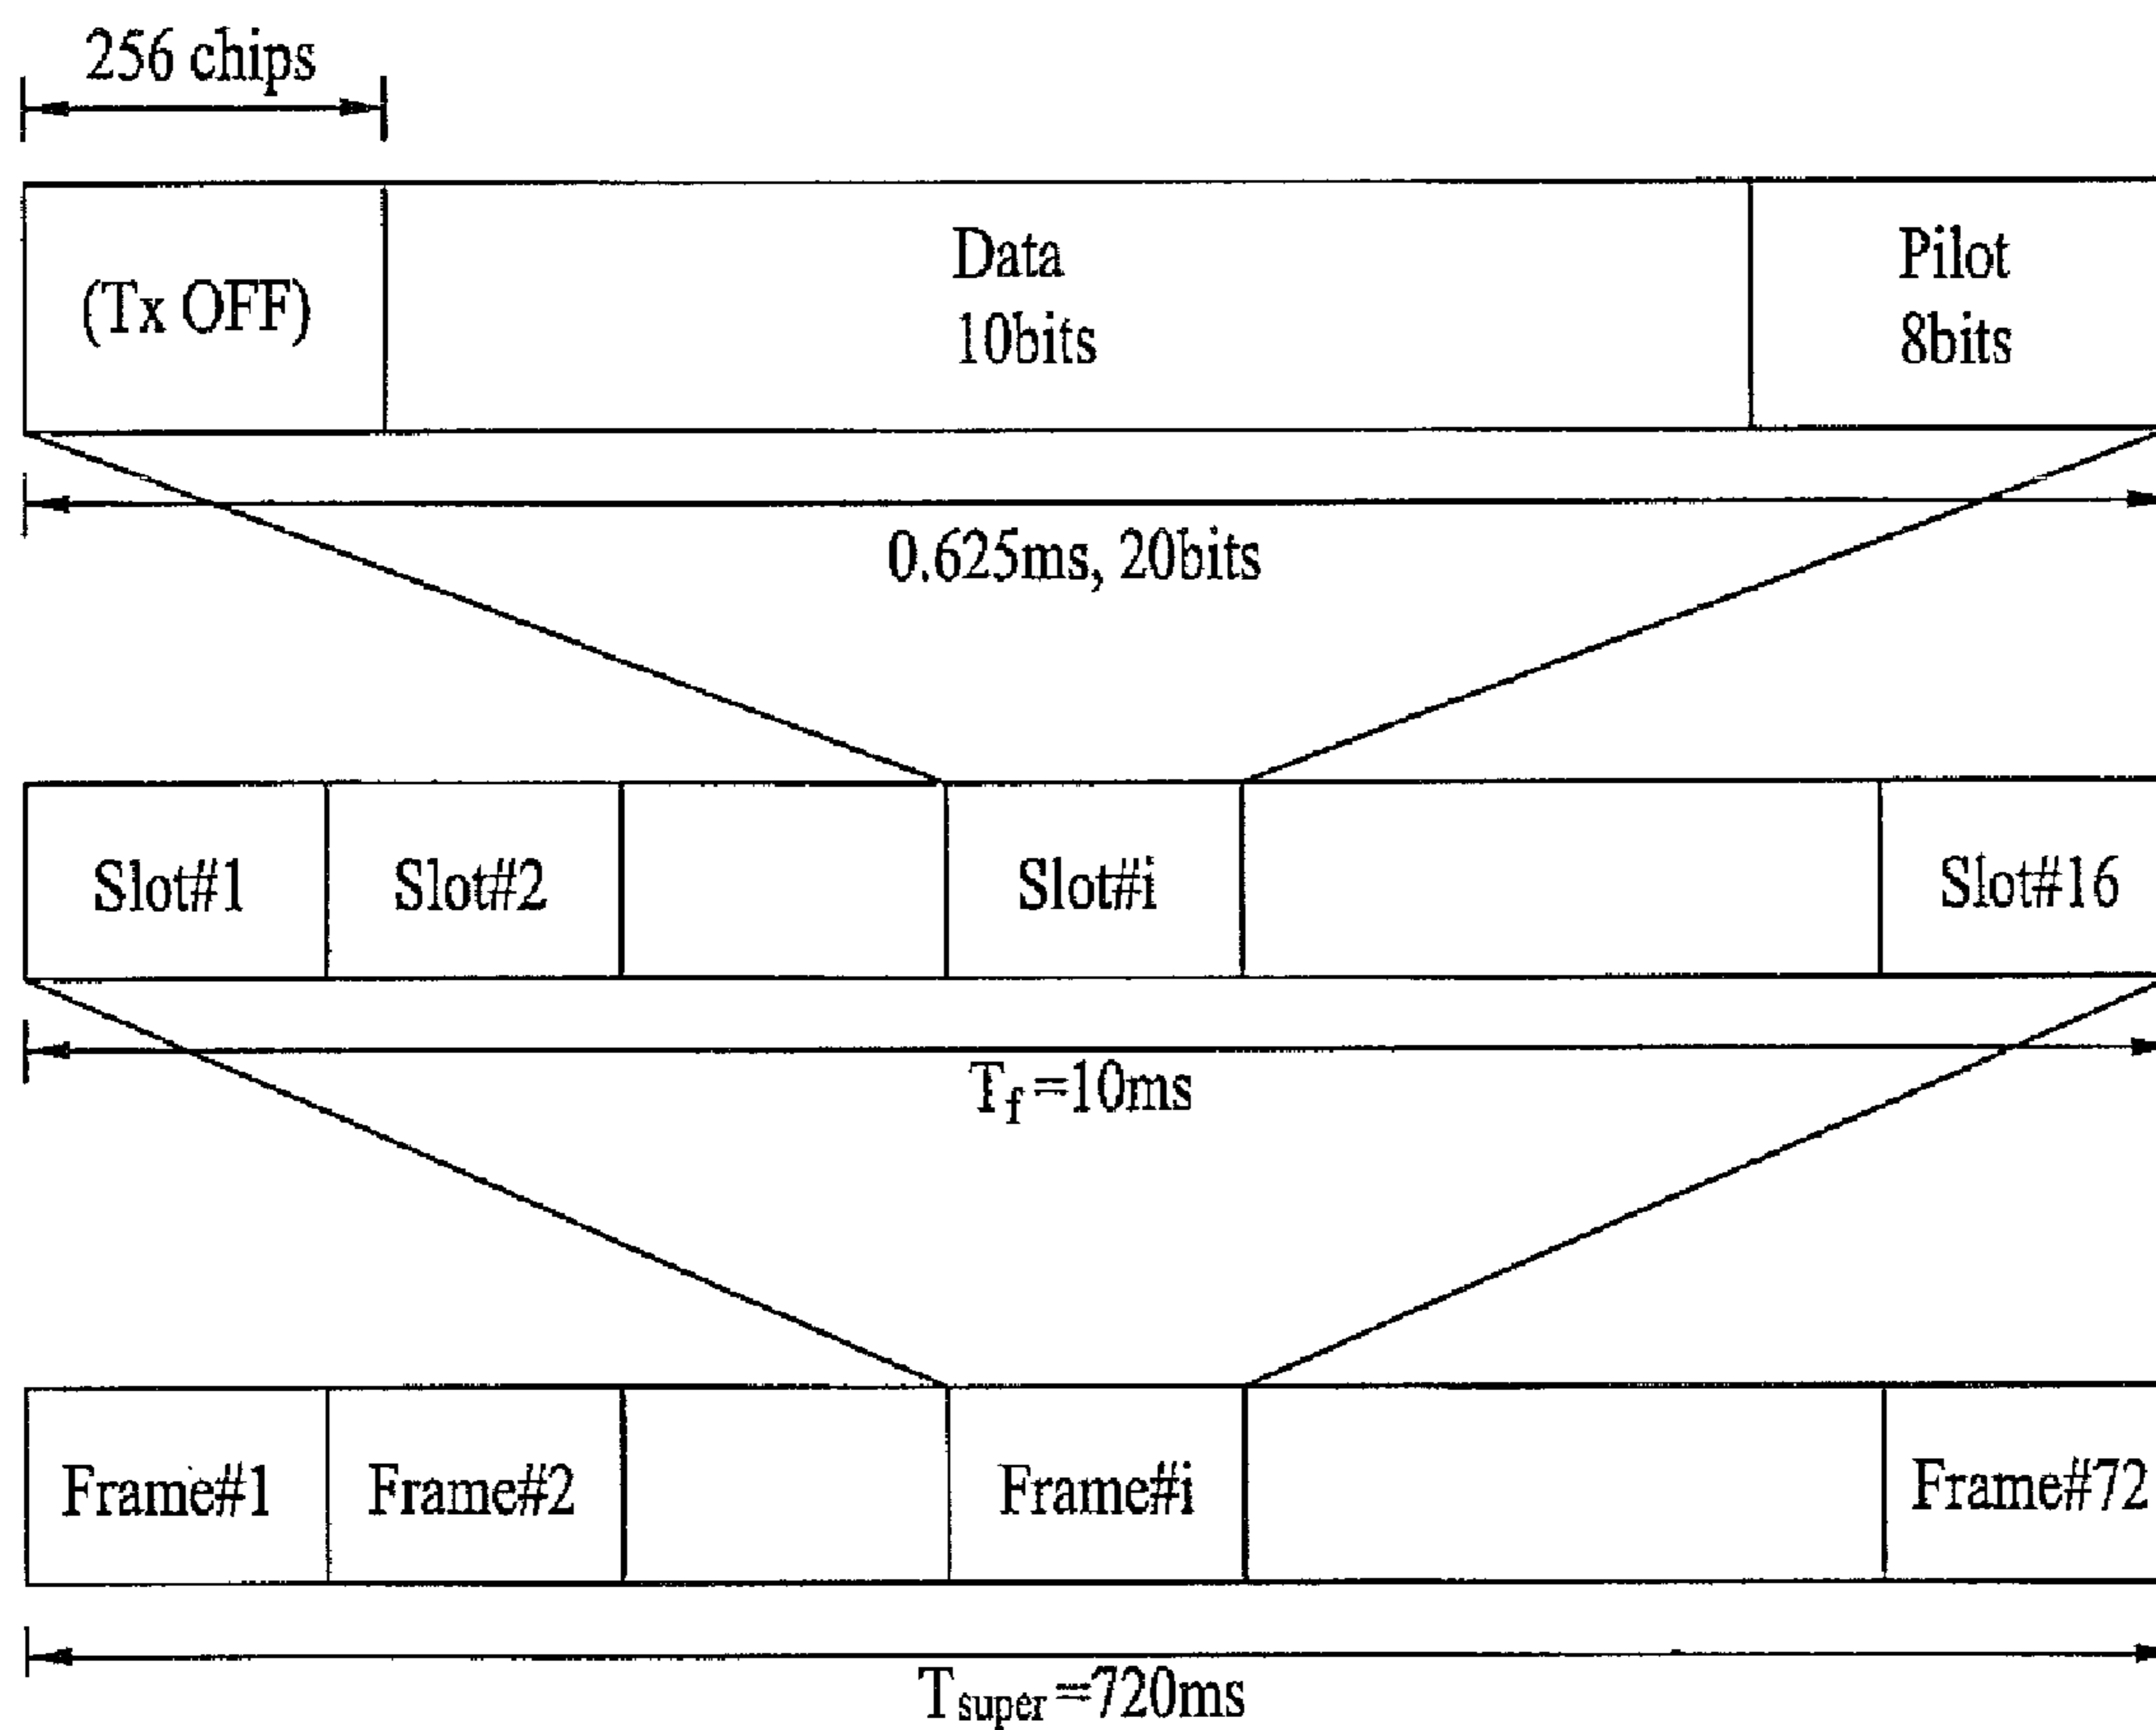 256 chips
(Tx OFF)
Data
10bits
Pilot
8bits
0.625ms, 20bits
Slot#1
Slot#2
Slot#i
Slot#16
Tf=10ms
Frame#1
Frame#2
Frame#i
Frame#72
Tsuper=720ms